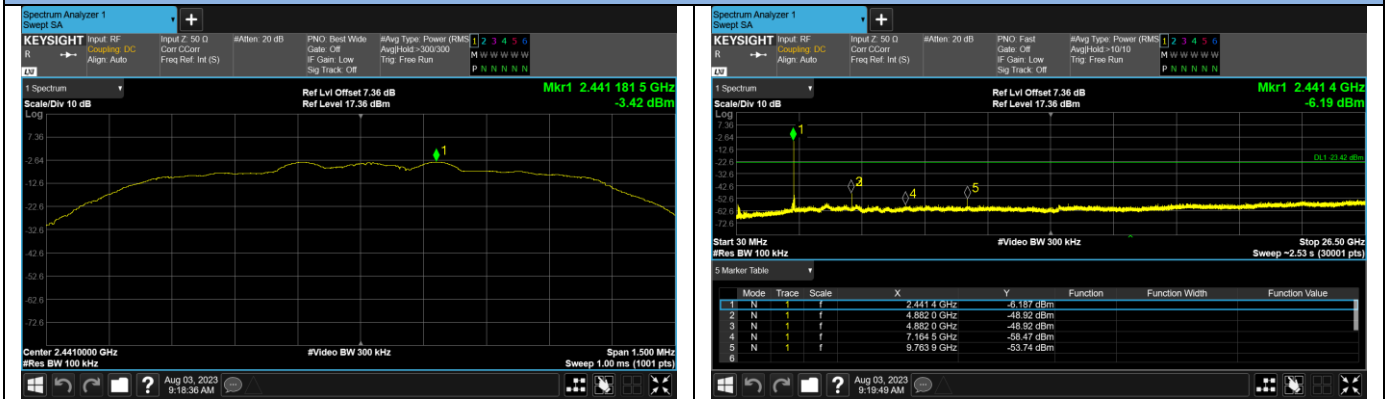 Spectrum Analyzer 1
Swept SA
+
KEYSIGHT
R
LXI
Input: RF
Coupling: DC
Align: Auto
Input Z: 50 Ω
Corr CCorr
Freq Ref: Int (S)
#Atten: 20 dB
PNO: Best Wide
Gate: Off
IF Gain: Low
Sig Track: Off
#Avg Type: Power (RMS
Avg|Hold:>300/300
Trig: Free Run
1 2 3 4 5 6
M W W W W W
P N N N N N
1 Spectrum
Scale/Div 10 dB
Log
Ref Lvl Offset 7.36 dB
Ref Level 17.36 dBm
Mkr1 2.441 181 5 GHz
-3.42 dBm
7.36
-2.64
-12.6
-22.6
-32.6
-42.6
-52.6
-62.6
-72.6
1
Center 2.4410000 GHz
#Res BW 100 kHz
#Video BW 300 kHz
Span 1.500 MHz
Sweep 1.00 ms (1001 pts)
?
Aug 03, 2023
9:18:36 AM
Spectrum Analyzer 1
Swept SA
+
KEYSIGHT
R
LXI
Input: RF
Coupling: DC
Align: Auto
Input Z: 50 Ω
Corr CCorr
Freq Ref: Int (S)
#Atten: 20 dB
PNO: Fast
Gate: Off
IF Gain: Low
Sig Track: Off
#Avg Type: Power (RMS
Avg|Hold:>10/10
Trig: Free Run
1 2 3 4 5 6
M W W W W W
P N N N N N
1 Spectrum
Scale/Div 10 dB
Log
Ref Lvl Offset 7.36 dB
Ref Level 17.36 dBm
Mkr1 2.441 4 GHz
-6.19 dBm
7.36
-2.64
-12.6
-22.6
-32.6
-42.6
-52.6
-62.6
-72.6
1
DL1 -23.42 dBm
2
4
5
Start 30 MHz
#Res BW 100 kHz
#Video BW 300 kHz
Stop 26.50 GHz
Sweep ~2.53 s (30001 pts)
5 Marker Table
Mode Trace Scale X Y Function Function Width Function Value
1 N 1 f 2.441 4 GHz -6.187 dBm
2 N 1 f 4.882 0 GHz -48.92 dBm
3 N 1 f 4.882 0 GHz -48.92 dBm
4 N 1 f 7.164 5 GHz -58.47 dBm
5 N 1 f 9.763 9 GHz -53.74 dBm
6
?
Aug 03, 2023
9:19:49 AM